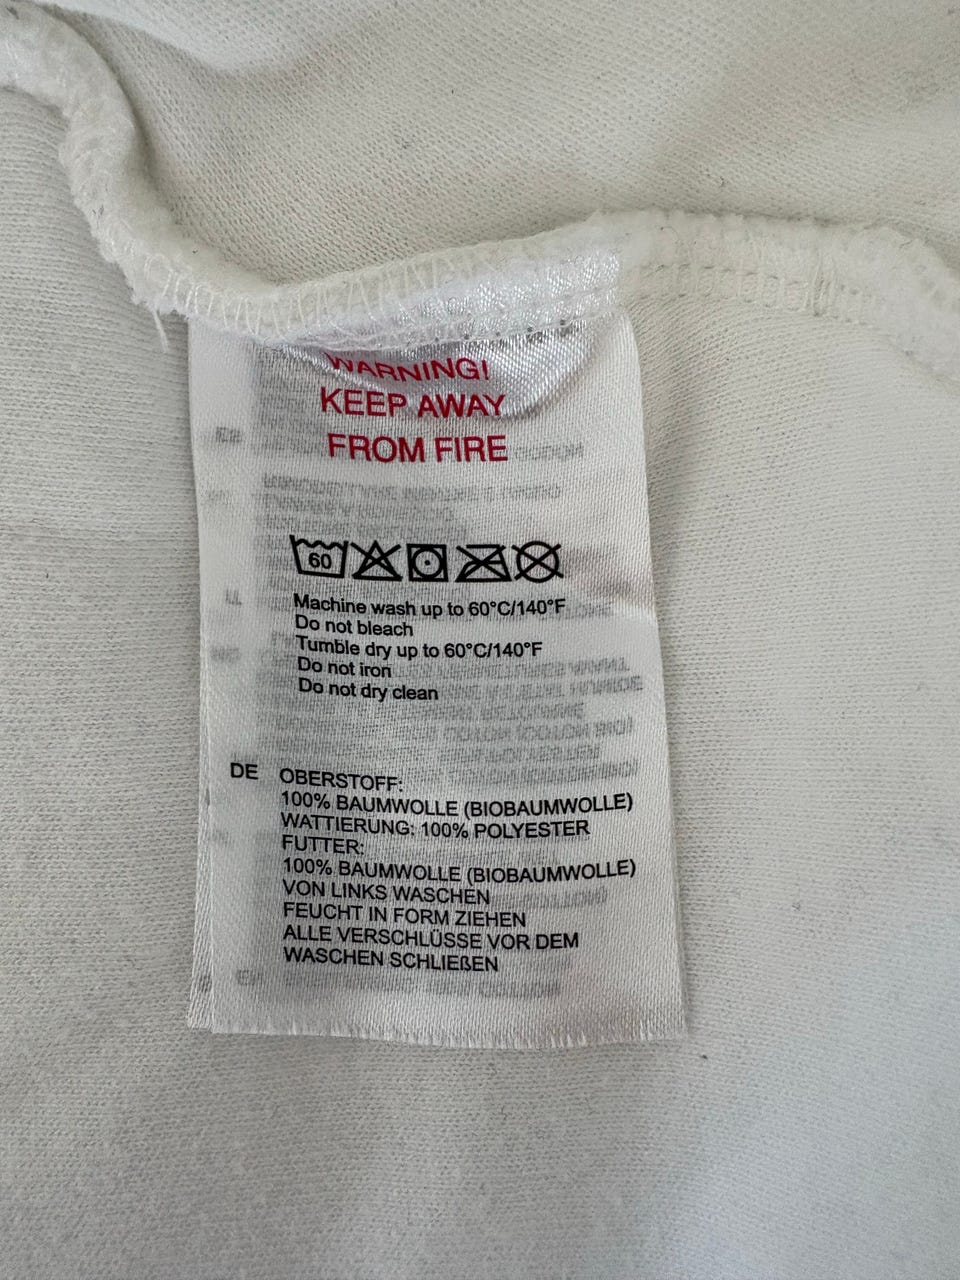 WARNING!
KEEP AWAY
FROM FIRE
60
Machine wash up to 60°C/140°F
Do not bleach
Tumble dry up to 60°C/140°F
Do not iron
Do not dry clean
DE OBERSTOFF:
100% BAUMWOLLE (BIOBAUMWOLLE)
WATTIERUNG: 100% POLYESTER
FUTTER:
100% BAUMWOLLE (BIOBAUMWOLLE)
VON LINKS WASCHEN
FEUCHT IN FORM ZIEHEN
ALLE VERSCHLÜSSE VOR DEM
WASCHEN SCHLIEßEN